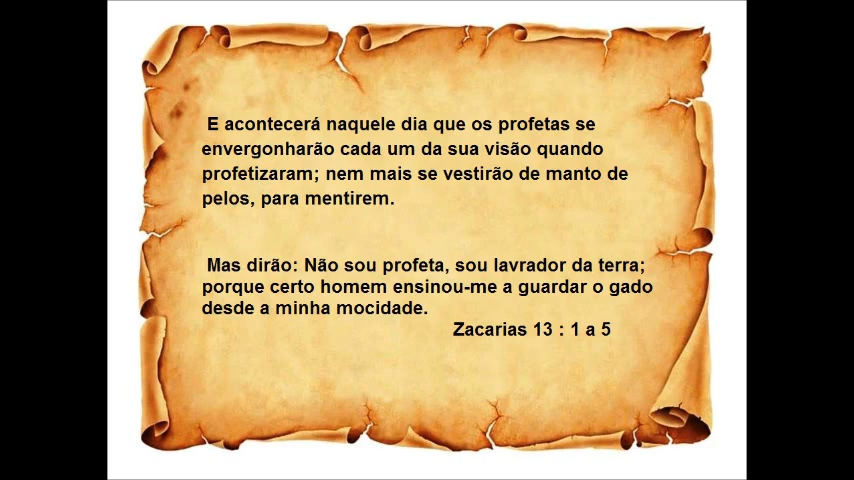 E acontecerá naquele dia que os profetas se
envergonharão cada um da sua visão quando
profetizaram; nem mais se vestirão de manto de
pelos, para mentirem.
Mas dirão: Não sou profeta, sou lavrador da terra;
porque certo homem ensinou-me a guardar o gado
desde a minha mocidade.
Zacarias 13 : 1 a 5